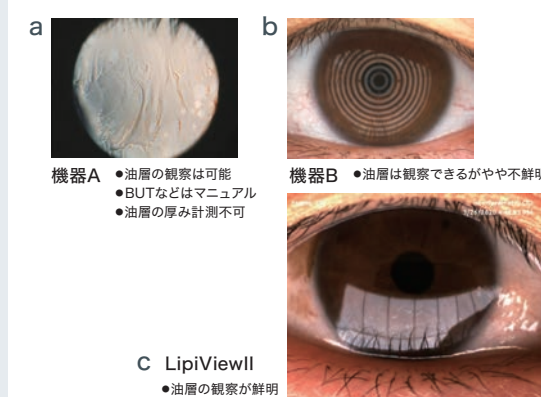 a
b
機器A ●油層の観察は可能
●BUTなどはマニュアル
●油層の厚み計測不可
機器B ●油層は観察できるがやや不鮮明
C LipiViewII
●油層の観察が鮮明